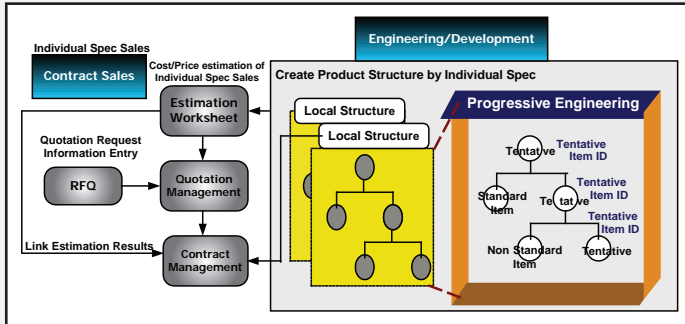 Individual Spec Sales
Contract Sales
Cost/Price estimation of
Individual Spec Sales
Estimation
Worksheet
Quotation Request
Information Entry
RFQ
Quotation
Management
Link Estimation Results
Contract
Management
Engineering/Development
Create Product Structure by Individual Spec
Local Structure
Local Structure
Progressive Engineering
Tentative
Tentative
Item ID
Standard
Item
Tentative
Tentative
Item ID
Tentative
Item ID
Non Standard
Item
Tentative